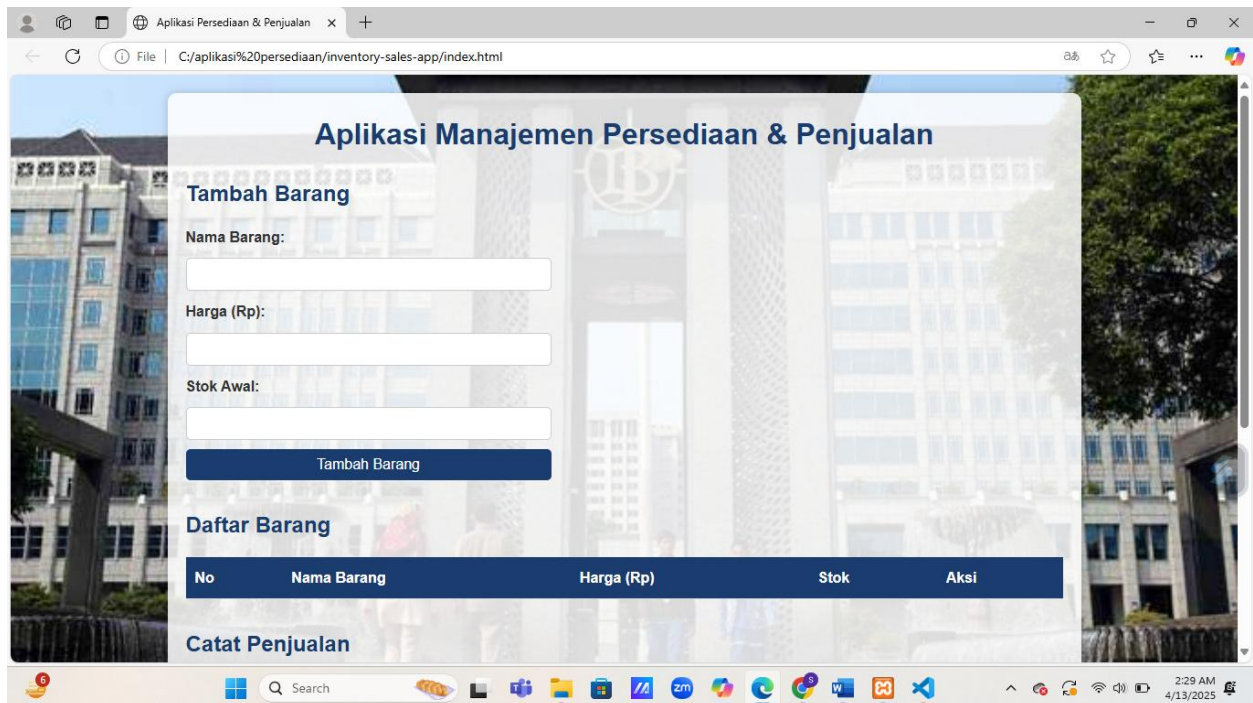 Aplikasi Persediaan & Penjualan
File
C:/aplikasi%20persediaan/inventory-sales-app/index.html
Aplikasi Manajemen Persediaan & Penjualan
Tambah Barang
Nama Barang:
Harga (Rp):
Stok Awal:
Tambah Barang
Daftar Barang
No Nama Barang Harga (Rp) Stok Aksi
Catat Penjualan
6
Search
zm
S
W
2:29 AM
4/13/2025